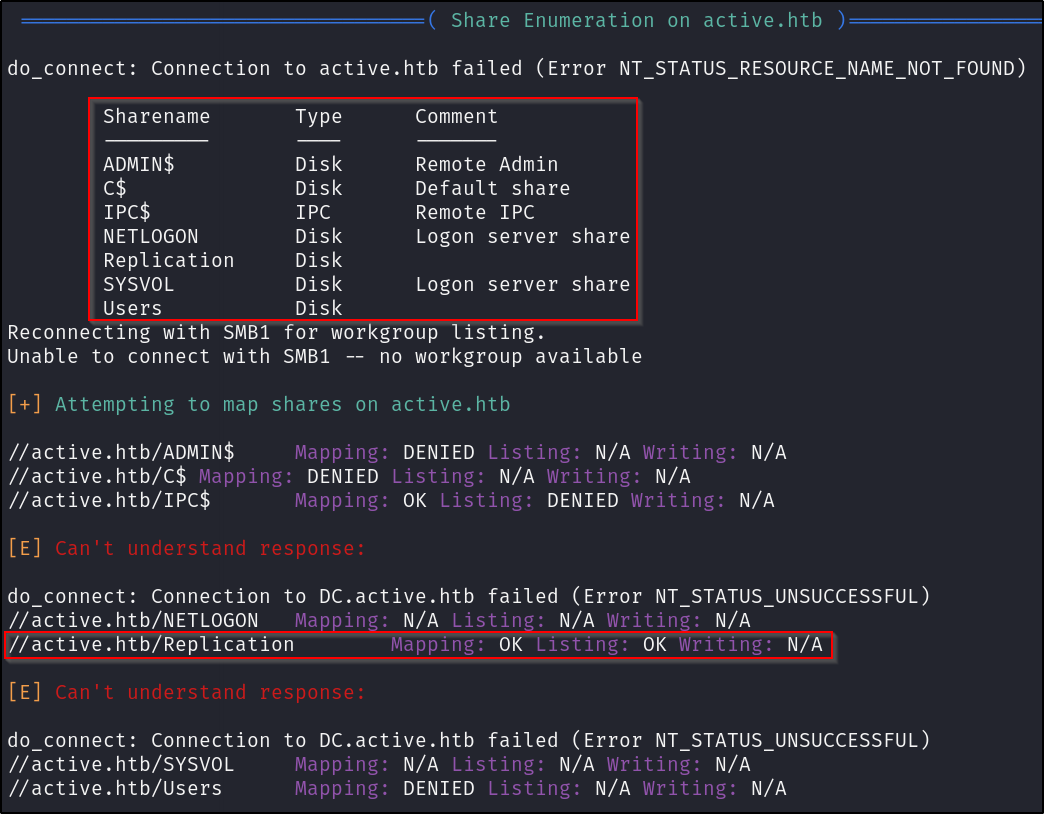 ( Share Enumeration on active.htb )
do_connect: Connection to active.htb failed (Error NT_STATUS_RESOURCE_NAME_NOT_FOUND)
Sharename Type Comment
--------- ---- -------
ADMIN$ Disk Remote Admin
C$ Disk Default share
IPC$ IPC Remote IPC
NETLOGON Disk Logon server share
Replication Disk
SYSVOL Disk Logon server share
Users Disk
Reconnecting with SMB1 for workgroup listing.
Unable to connect with SMB1 -- no workgroup available
[+] Attempting to map shares on active.htb
//active.htb/ADMIN$ Mapping: DENIED Listing: N/A Writing: N/A
//active.htb/C$ Mapping: DENIED Listing: N/A Writing: N/A
//active.htb/IPC$ Mapping: OK Listing: DENIED Writing: N/A
[E] Can't understand response:
do_connect: Connection to DC.active.htb failed (Error NT_STATUS_UNSUCCESSFUL)
//active.htb/NETLOGON Mapping: N/A Listing: N/A Writing: N/A
//active.htb/Replication Mapping: OK Listing: OK Writing: N/A
[E] Can't understand response:
do_connect: Connection to DC.active.htb failed (Error NT_STATUS_UNSUCCESSFUL)
//active.htb/SYSVOL Mapping: N/A Listing: N/A Writing: N/A
//active.htb/Users Mapping: DENIED Listing: N/A Writing: N/A